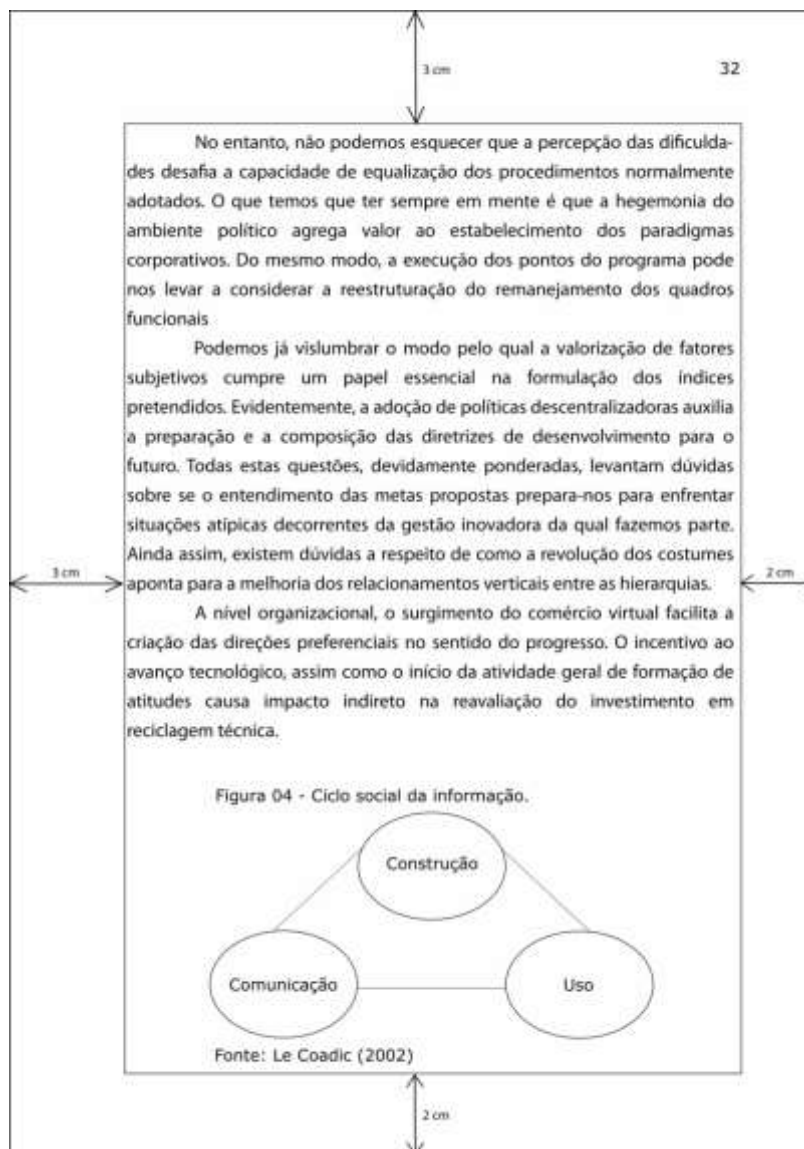 3 cm
32
No entanto, não podemos esquecer que a percepção das dificulda-
des desafia a capacidade de equalização dos procedimentos normalmente
adotados. O que temos que ter sempre em mente é que a hegemonia do
ambiente político agrega valor ao estabelecimento dos paradigmas
corporativos. Do mesmo modo, a execução dos pontos do programa pode
nos levar a considerar a reestruturação do remanejamento dos quadros
funcionais
Podemos já vislumbrar o modo pelo qual a valorização de fatores
subjetivos cumpre um papel essencial na formulação dos índices
pretendidos. Evidentemente, a adoção de políticas descentralizadoras auxilia
a preparação e a composição das diretrizes de desenvolvimento para o
futuro. Todas estas questões, devidamente ponderadas, levantam dúvidas
sobre se o entendimento das metas propostas prepara-nos para enfrentar
situações atípicas decorrentes da gestão inovadora da qual fazemos parte.
Ainda assim, existem dúvidas a respeito de como a revolução dos costumes
3 cm
aponta para a melhoria dos relacionamentos verticais entre as hierarquias.
2 cm
A nível organizacional, o surgimento do comércio virtual facilita a
criação das direções preferenciais no sentido do progresso. O incentivo ao
avanço tecnológico, assim como o início da atividade geral de formação de
atitudes causa impacto indireto na reavaliação do investimento em
reciclagem técnica.
Figura 04 - Ciclo social da informação.
Construção
Comunicação
Uso
Fonte: Le Coadic (2002)
2 cm